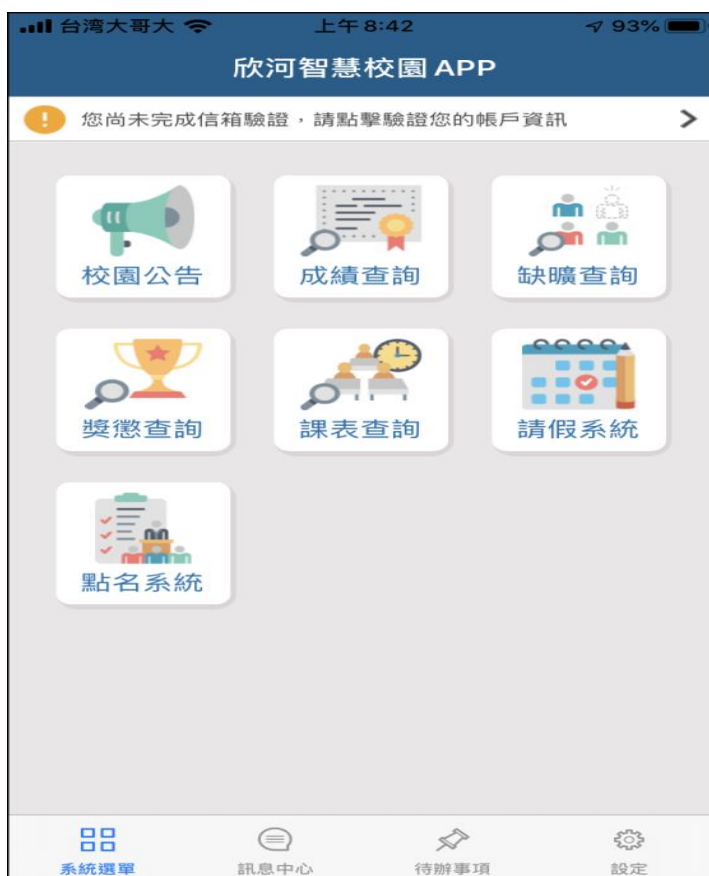 台湾大哥大 上午8:42 93%
欣河智慧校園 APP
! 您尚未完成信箱驗證，請點擊驗證您的帳戶資訊
校園公告 成績查詢 缺曠查詢
獎懲查詢 課表查詢 請假系統
點名系統
系統選單 訊息中心 待辦事項 設定